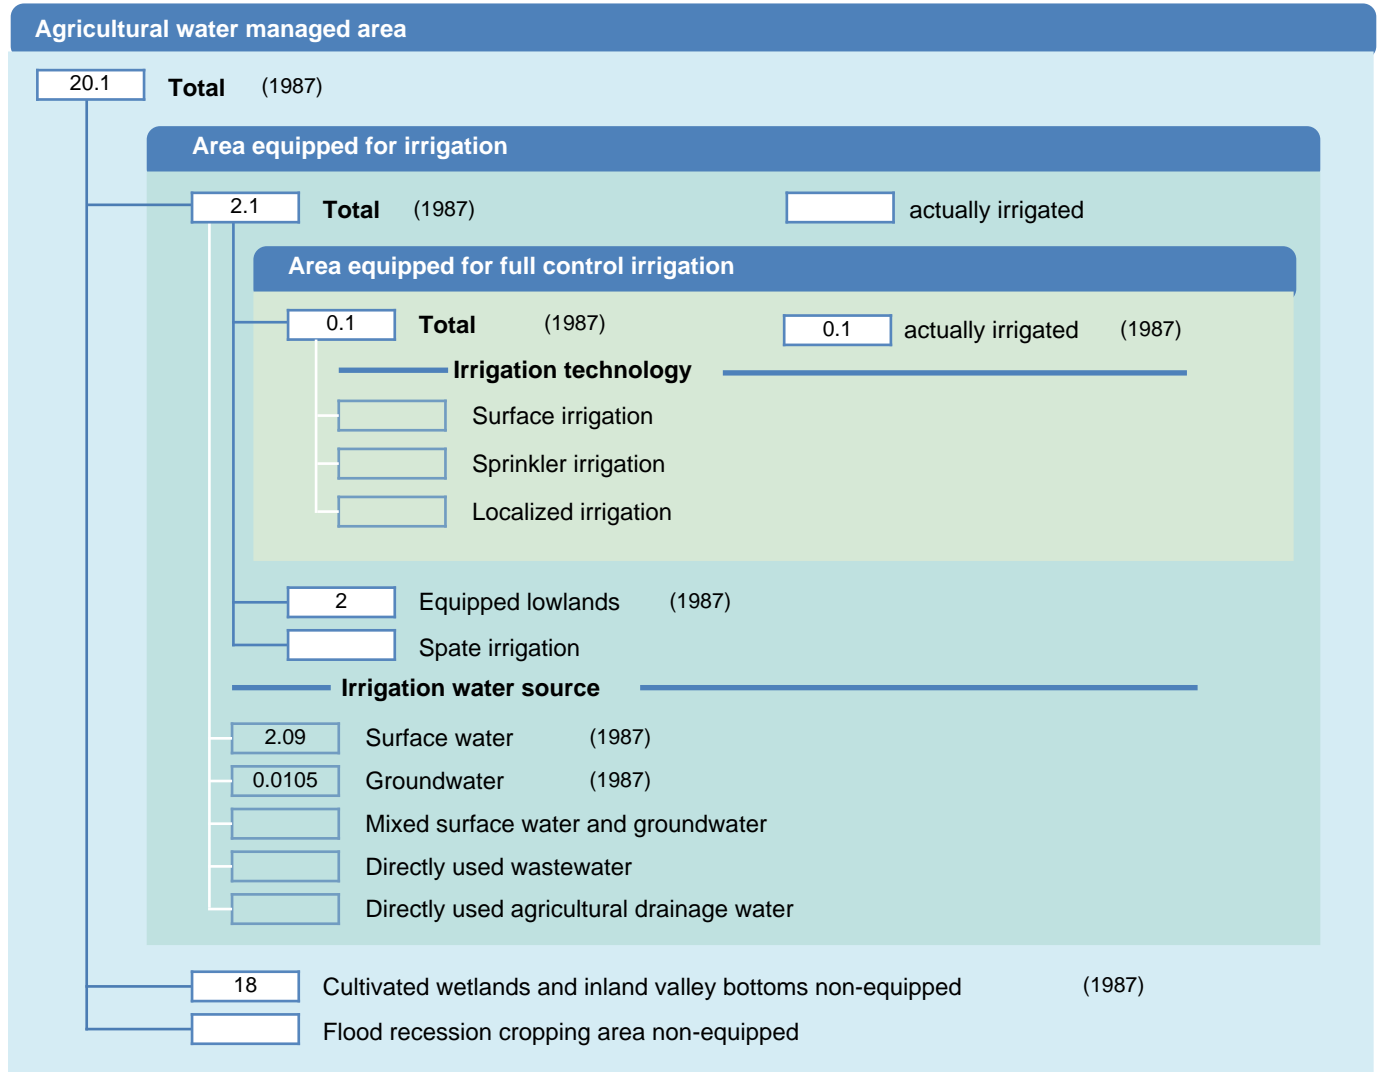 Agricultural water managed area
20.1 Total (1987)
Area equipped for irrigation
2.1 Total (1987) actually irrigated
Area equipped for full control irrigation
0.1 Total (1987) 0.1 actually irrigated (1987)
Irrigation technology
Surface irrigation
Sprinkler irrigation
Localized irrigation
2 Equipped lowlands (1987)
Spate irrigation
Irrigation water source
2.09 Surface water (1987)
0.0105 Groundwater (1987)
Mixed surface water and groundwater
Directly used wastewater
Directly used agricultural drainage water
18 Cultivated wetlands and inland valley bottoms non-equipped (1987)
Flood recession cropping area non-equipped